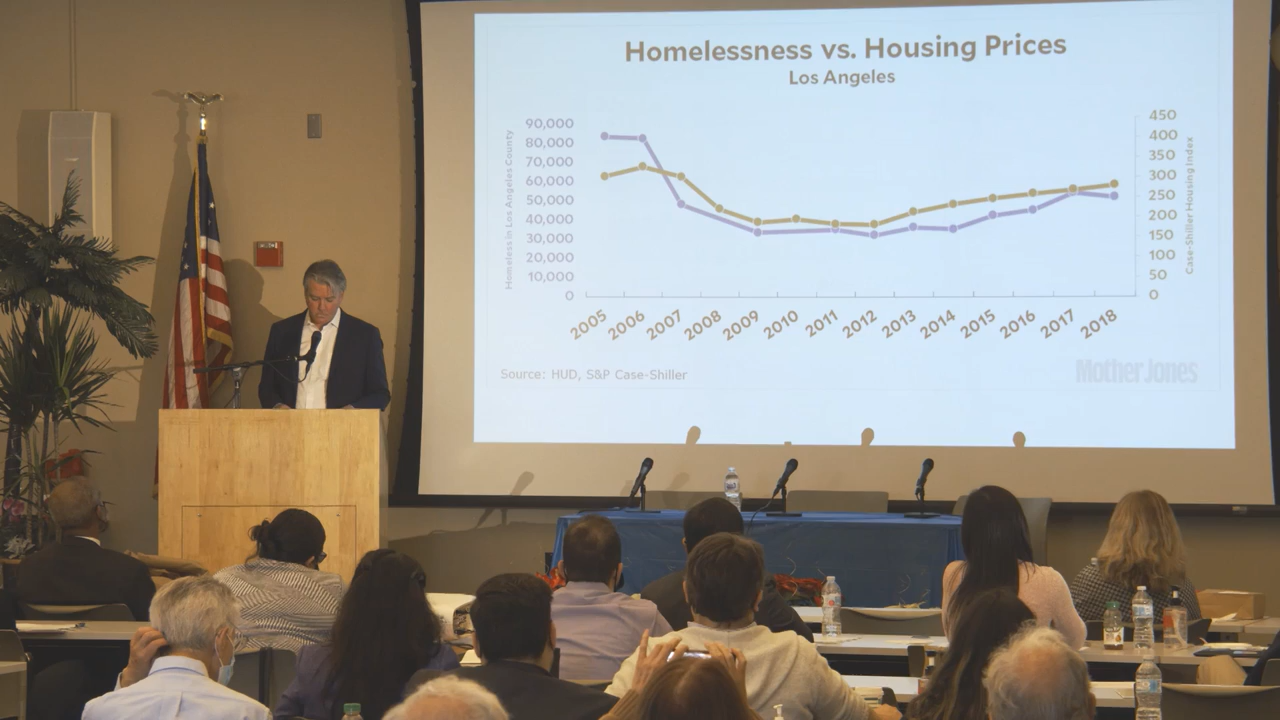 Homelessness vs. Housing Prices
Los Angeles
Homeless in Los Angeles County
90,000
80,000
70,000
60,000
50,000
40,000
30,000
20,000
10,000
0
450
400
350
300
250
200
150
100
50
0
Case-Shiller Housing Index
2005 2006 2007 2008 2009 2010 2011 2012 2013 2014 2015 2016 2017 2018
Source: HUD, S&P Case-Shiller
Mother Jones